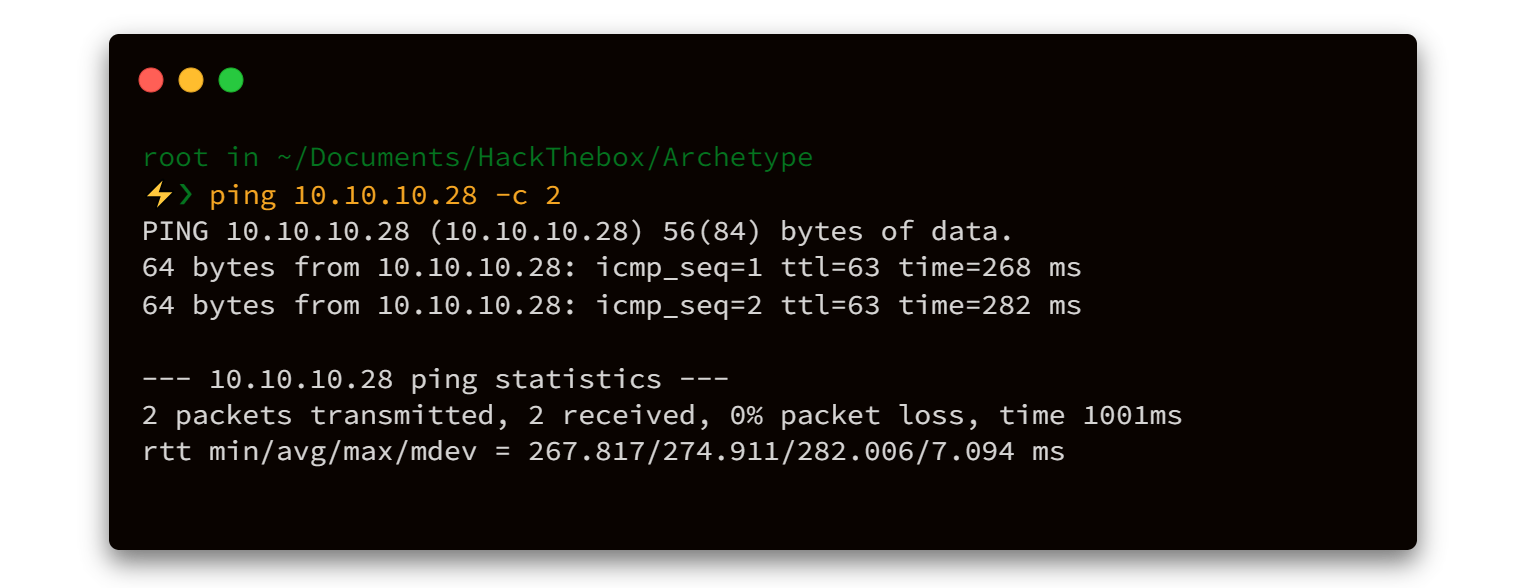 root in ~/Documents/HackThebox/Archetype
⚡❯ ping 10.10.10.28 -c 2
PING 10.10.10.28 (10.10.10.28) 56(84) bytes of data.
64 bytes from 10.10.10.28: icmp_seq=1 ttl=63 time=268 ms
64 bytes from 10.10.10.28: icmp_seq=2 ttl=63 time=282 ms
--- 10.10.10.28 ping statistics ---
2 packets transmitted, 2 received, 0% packet loss, time 1001ms
rtt min/avg/max/mdev = 267.817/274.911/282.006/7.094 ms